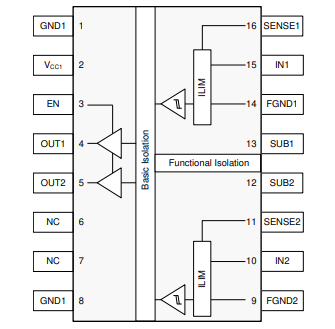 GND1 1 16 SENSE1
VCC1 2 15 IN1
ILIM
EN 3 14 FGND1
OUT1 4 13 SUB1
Basic Isolation
Functional Isolation
OUT2 5 12 SUB2
NC 6 11 SENSE2
NC 7 10 IN2
ILIM
GND1 8 9 FGND2